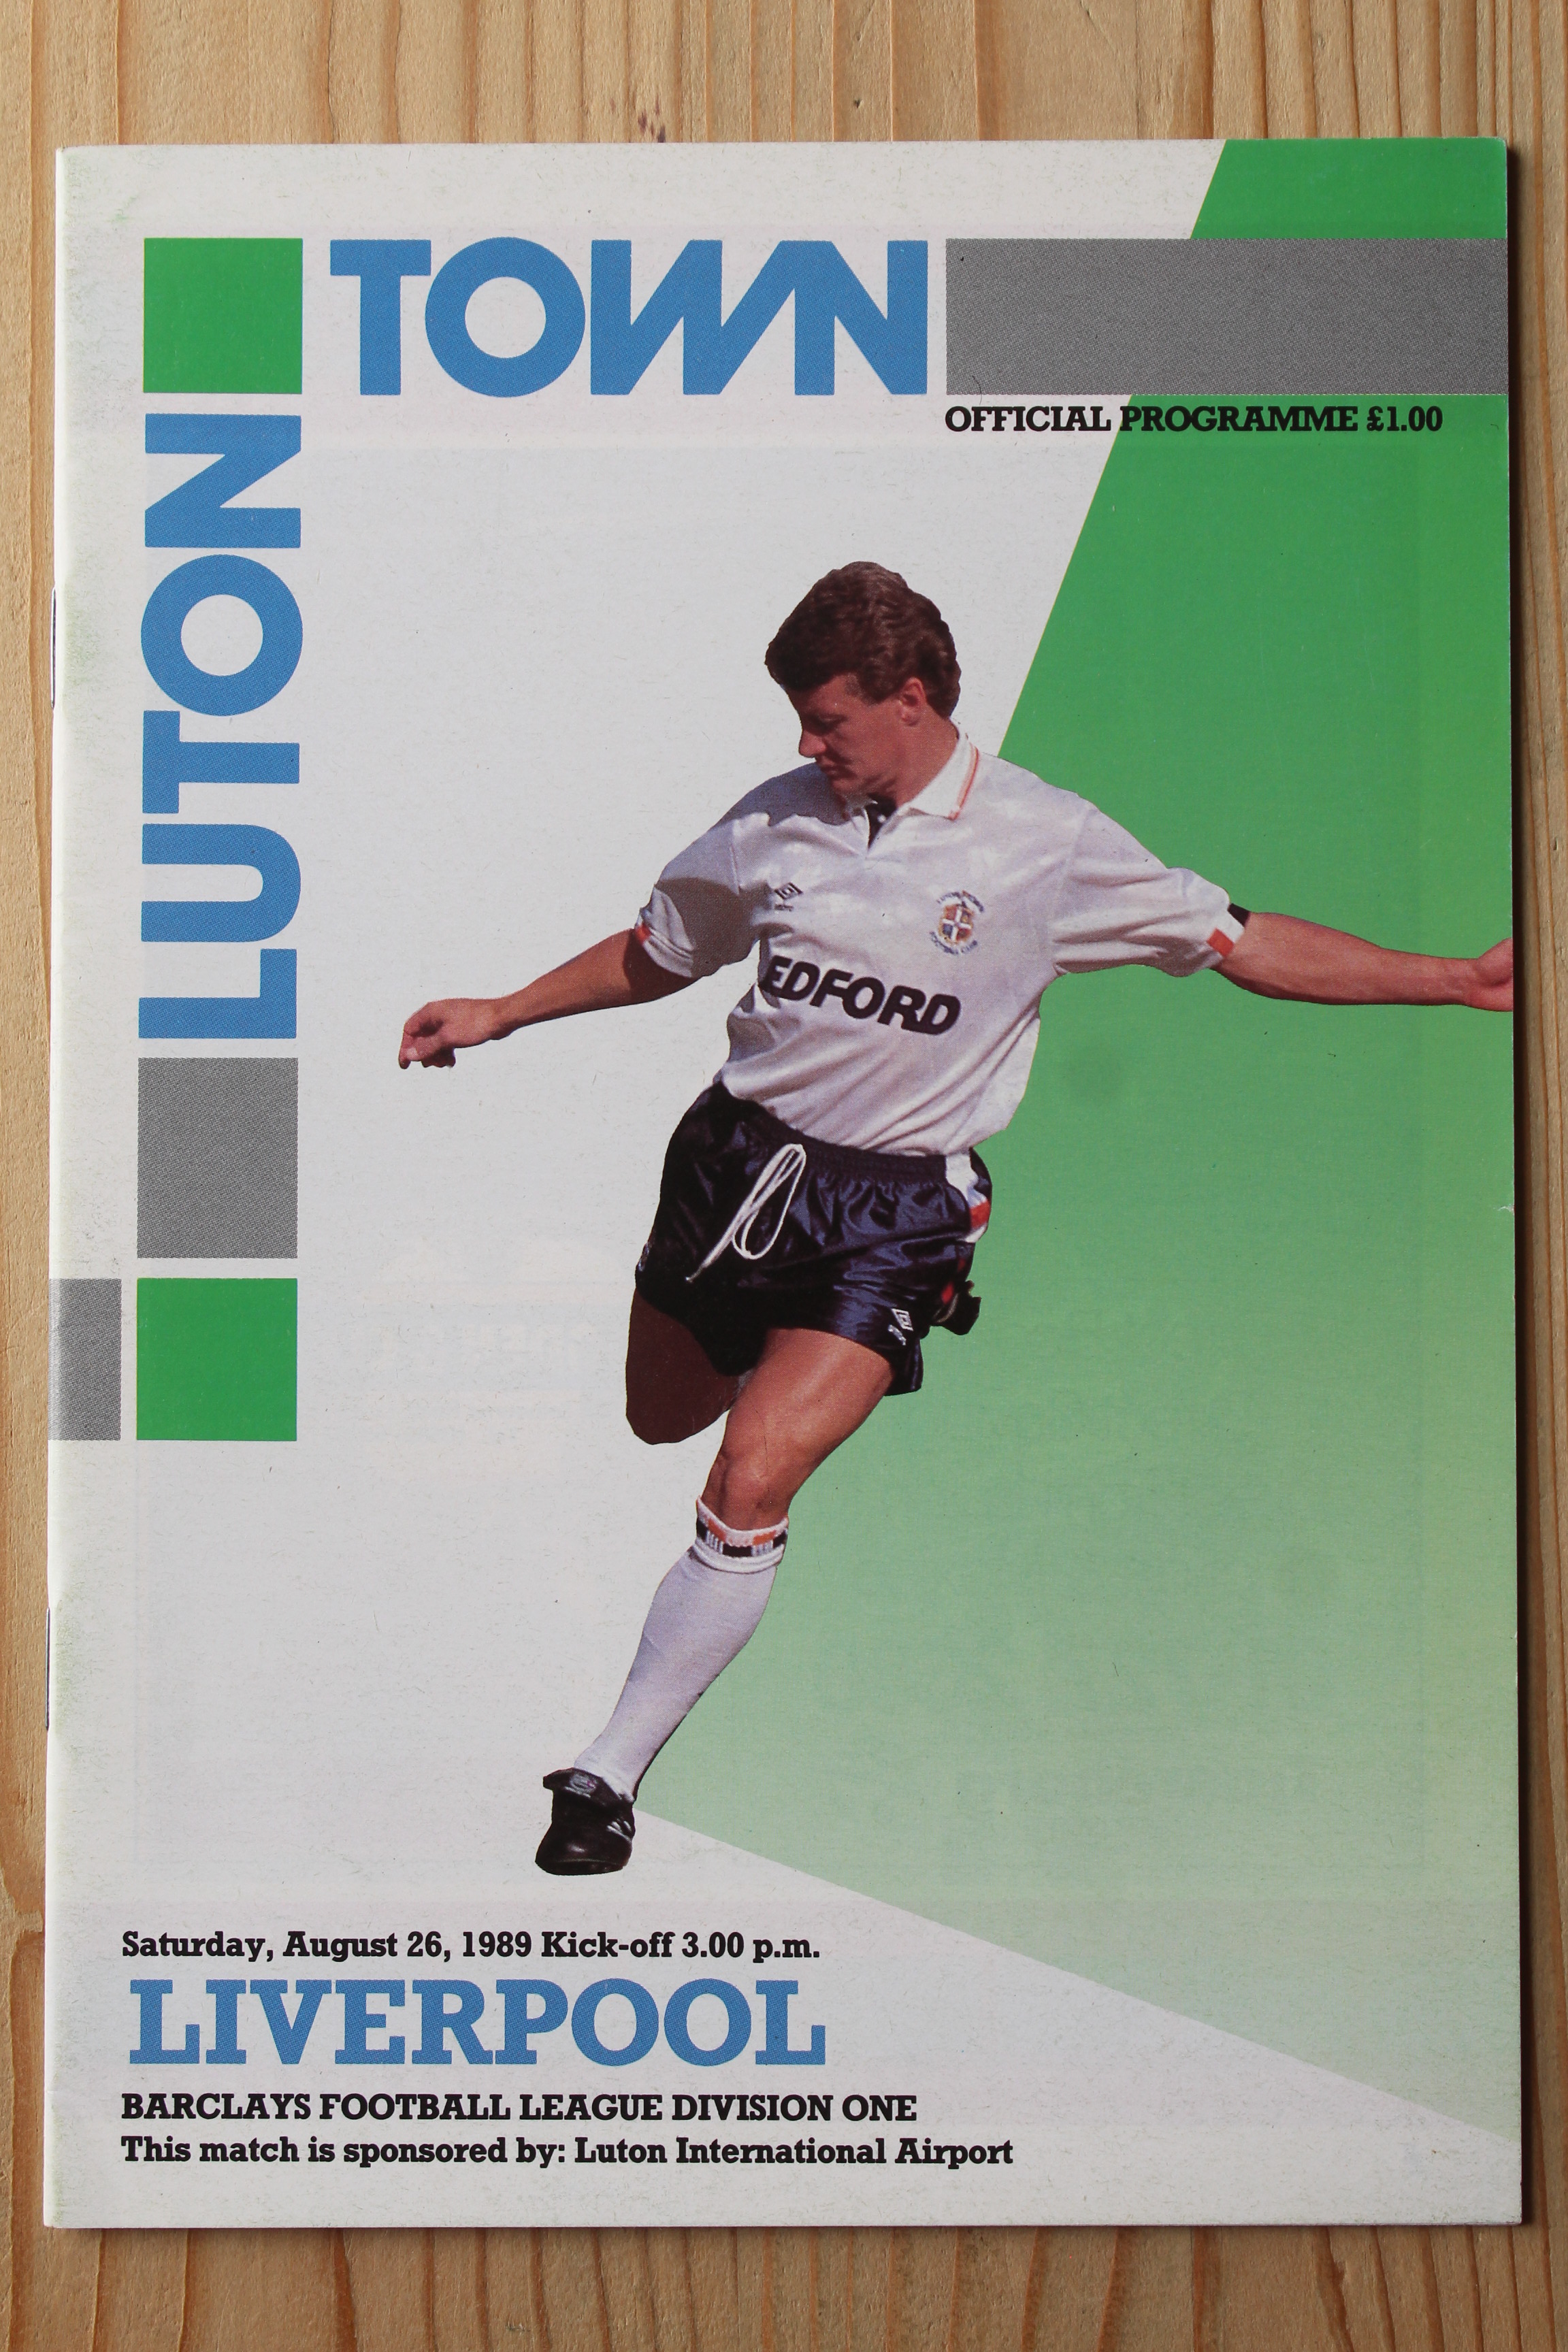 TOWN
LUTON
OFFICIAL PROGRAMME £1.00
EDFORD
Saturday, August 26, 1989 Kick-off 3.00 p.m.
LIVERPOOL
BARCLAYS FOOTBALL LEAGUE DIVISION ONE
This match is sponsored by: Luton International Airport